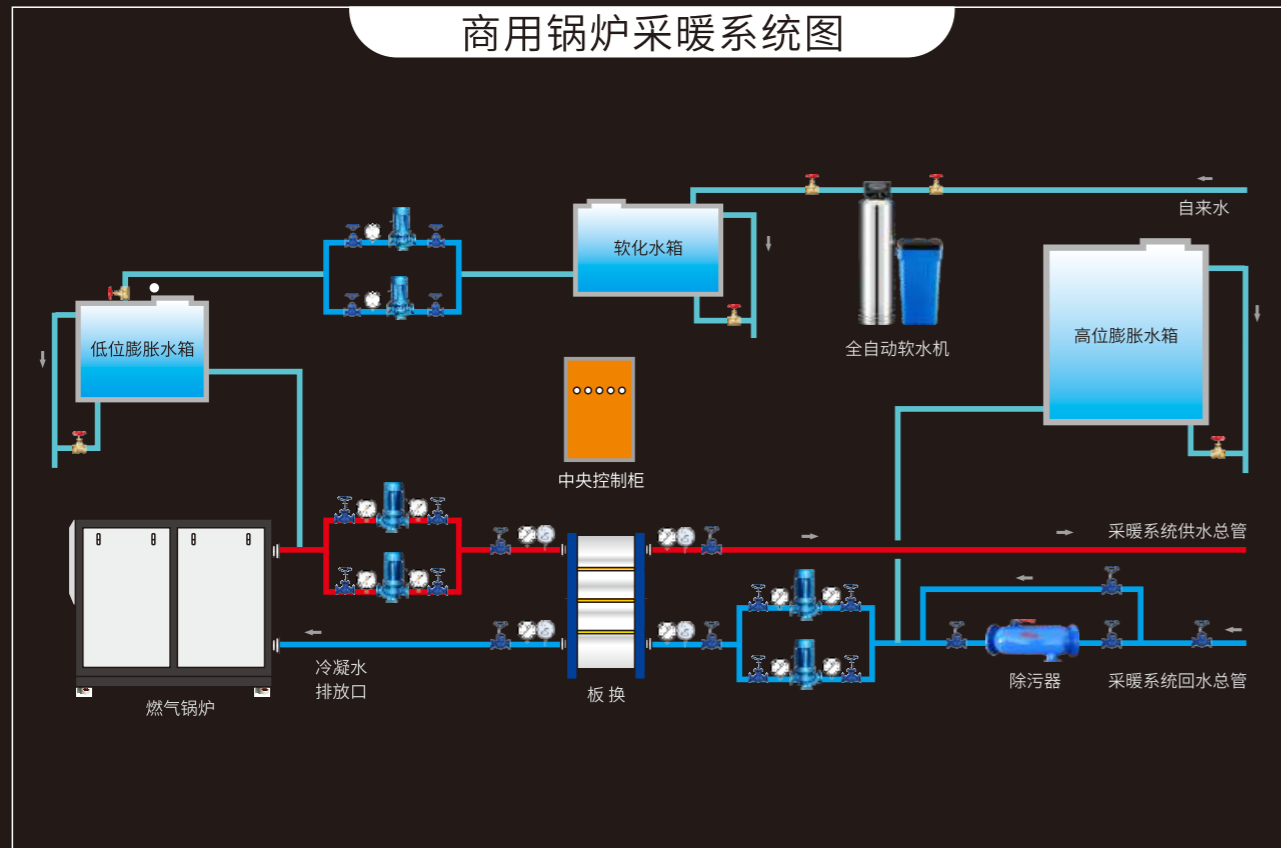 商用锅炉采暖系统图
自来水
软化水箱
全自动软水机
高位膨胀水箱
低位膨胀水箱
中央控制柜
采暖系统供水总管
冷凝水
排放口
燃气锅炉
板换
除污器
采暖系统回水总管